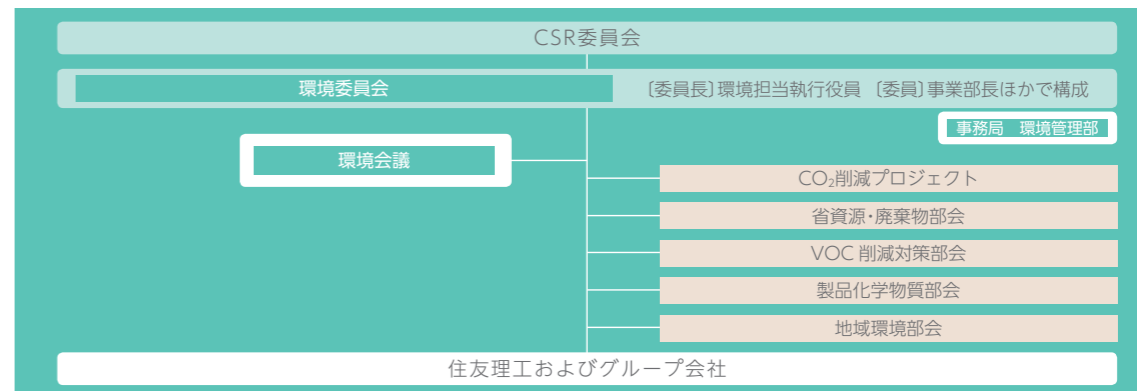 CSR委員会
環境委員会 〔委員長〕環境担当執行役員 〔委員〕事業部長ほかで構成
事務局 環境管理部
環境会議
CO₂削減プロジェクト
省資源・廃棄物部会
VOC 削減対策部会
製品化学物質部会
地域環境部会
住友理工およびグループ会社